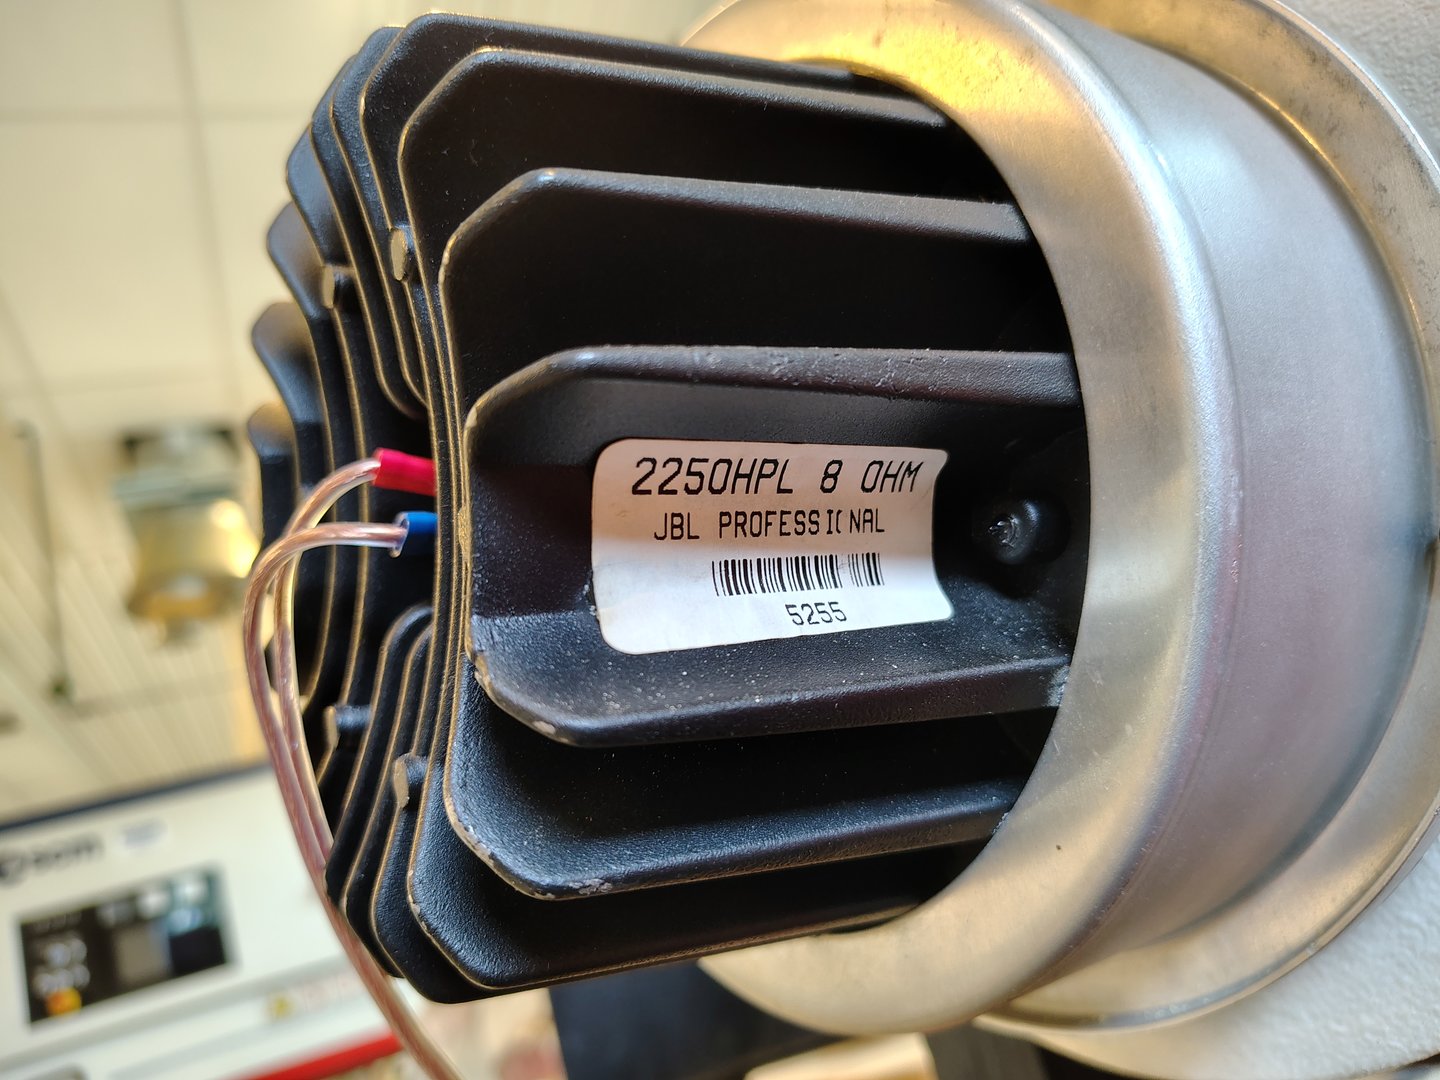 2250HPL 8 OHM
JBL PROFESSIONAL
5255